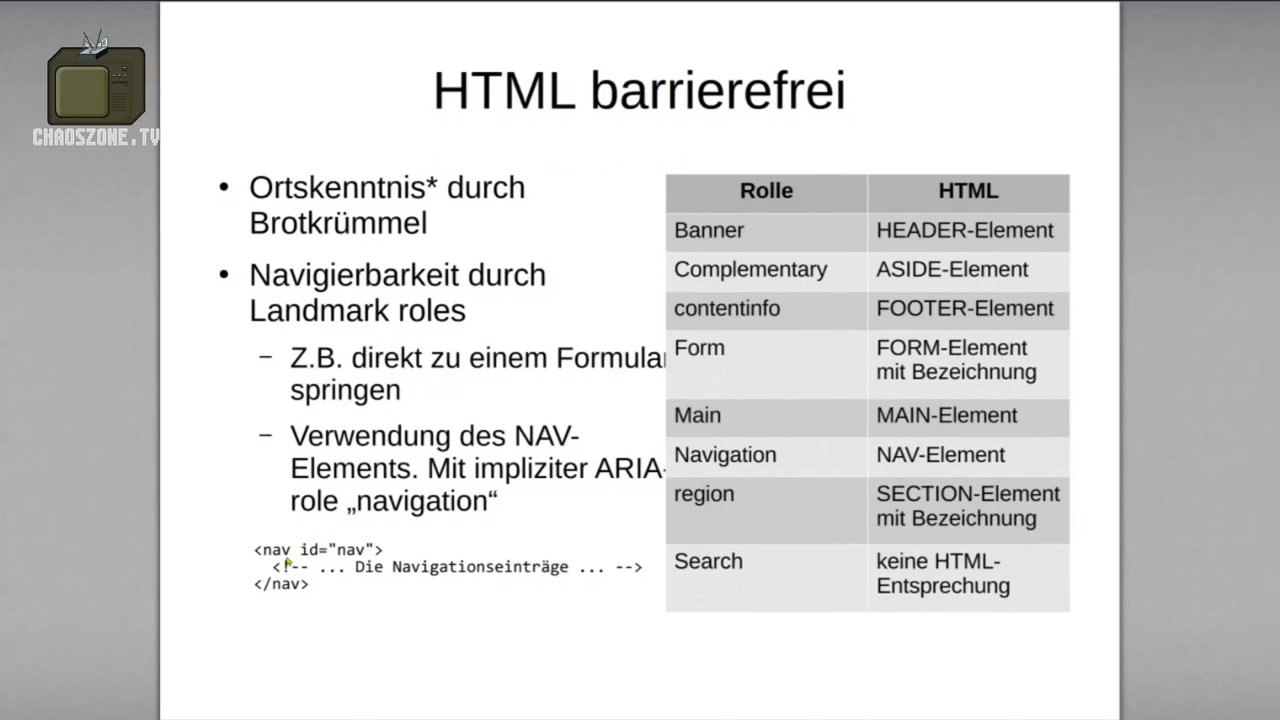 CHAOSZONE.TV
HTML barrierefrei
• Ortskenntnis* durch
Brotkrümmel
• Navigierbarkeit durch
Landmark roles
– Z.B. direkt zu einem Formular
springen
– Verwendung des NAV-
Elements. Mit impliziter ARIA-
role „navigation“
<nav id="nav">
<!-- ... Die Navigationseinträge ... -->
</nav>
Rolle HTML
Banner HEADER-Element
Complementary ASIDE-Element
contentinfo FOOTER-Element
Form FORM-Element
mit Bezeichnung
Main MAIN-Element
Navigation NAV-Element
region SECTION-Element
mit Bezeichnung
Search keine HTML-
Entsprechung